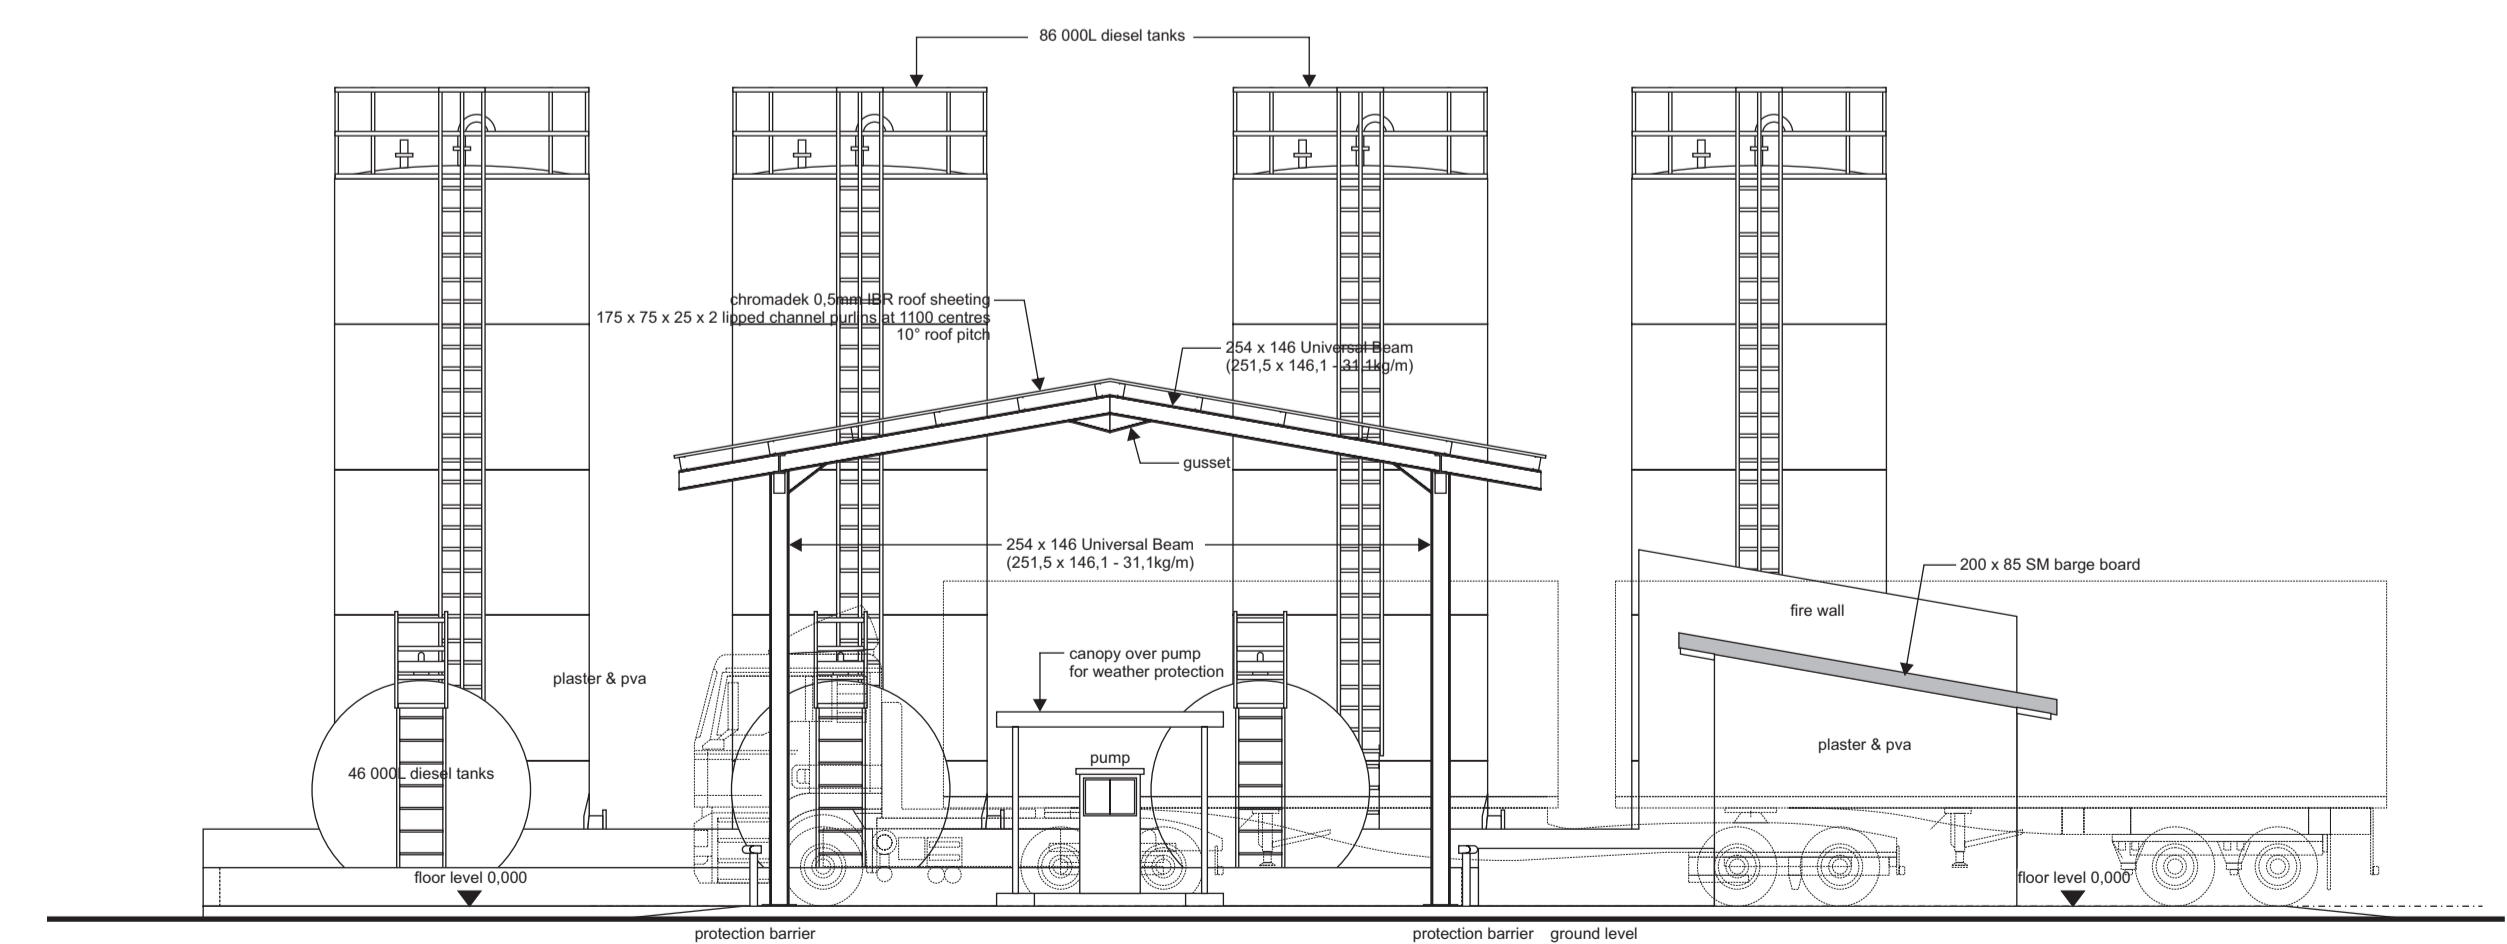 86 000L diesel tanks
chromadek 0,5mm IBR roof sheeting
175 x 75 x 25 x 2 lipped channel purlins at 1100 centres
10° roof pitch
254 x 146 Universal Beam
(251,5 x 146,1 - 31,1kg/m)
gusset
254 x 146 Universal Beam
(251,5 x 146,1 - 31,1kg/m)
200 x 85 SM barge board
fire wall
canopy over pump
for weather protection
plaster & pva
plaster & pva
pump
46 000L diesel tanks
floor level 0,000
floor level 0,000
protection barrier
protection barrier
ground level